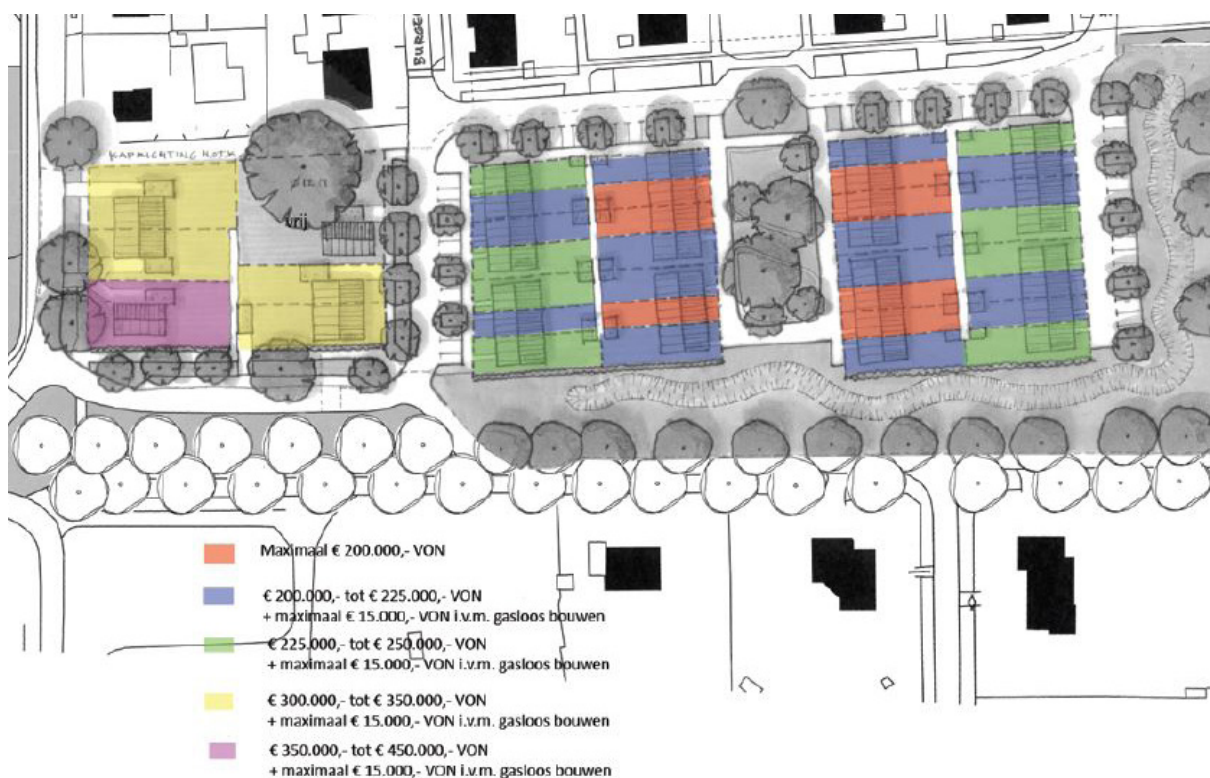 BURGE
KAPRICHTING NOTK
vrij
Maximaal € 200.000,- VON
€ 200.000,- tot € 225.000,- VON
+ maximaal € 15.000,- VON i.v.m. gasloos bouwen
€ 225.000,- tot € 250.000,- VON
+ maximaal € 15.000,- VON i.v.m. gasloos bouwen
€ 300.000,- tot € 350.000,- VON
+ maximaal € 15.000,- VON i.v.m. gasloos bouwen
€ 350.000,- tot € 450.000,- VON
+ maximaal € 15.000,- VON i.v.m. gasloos bouwen